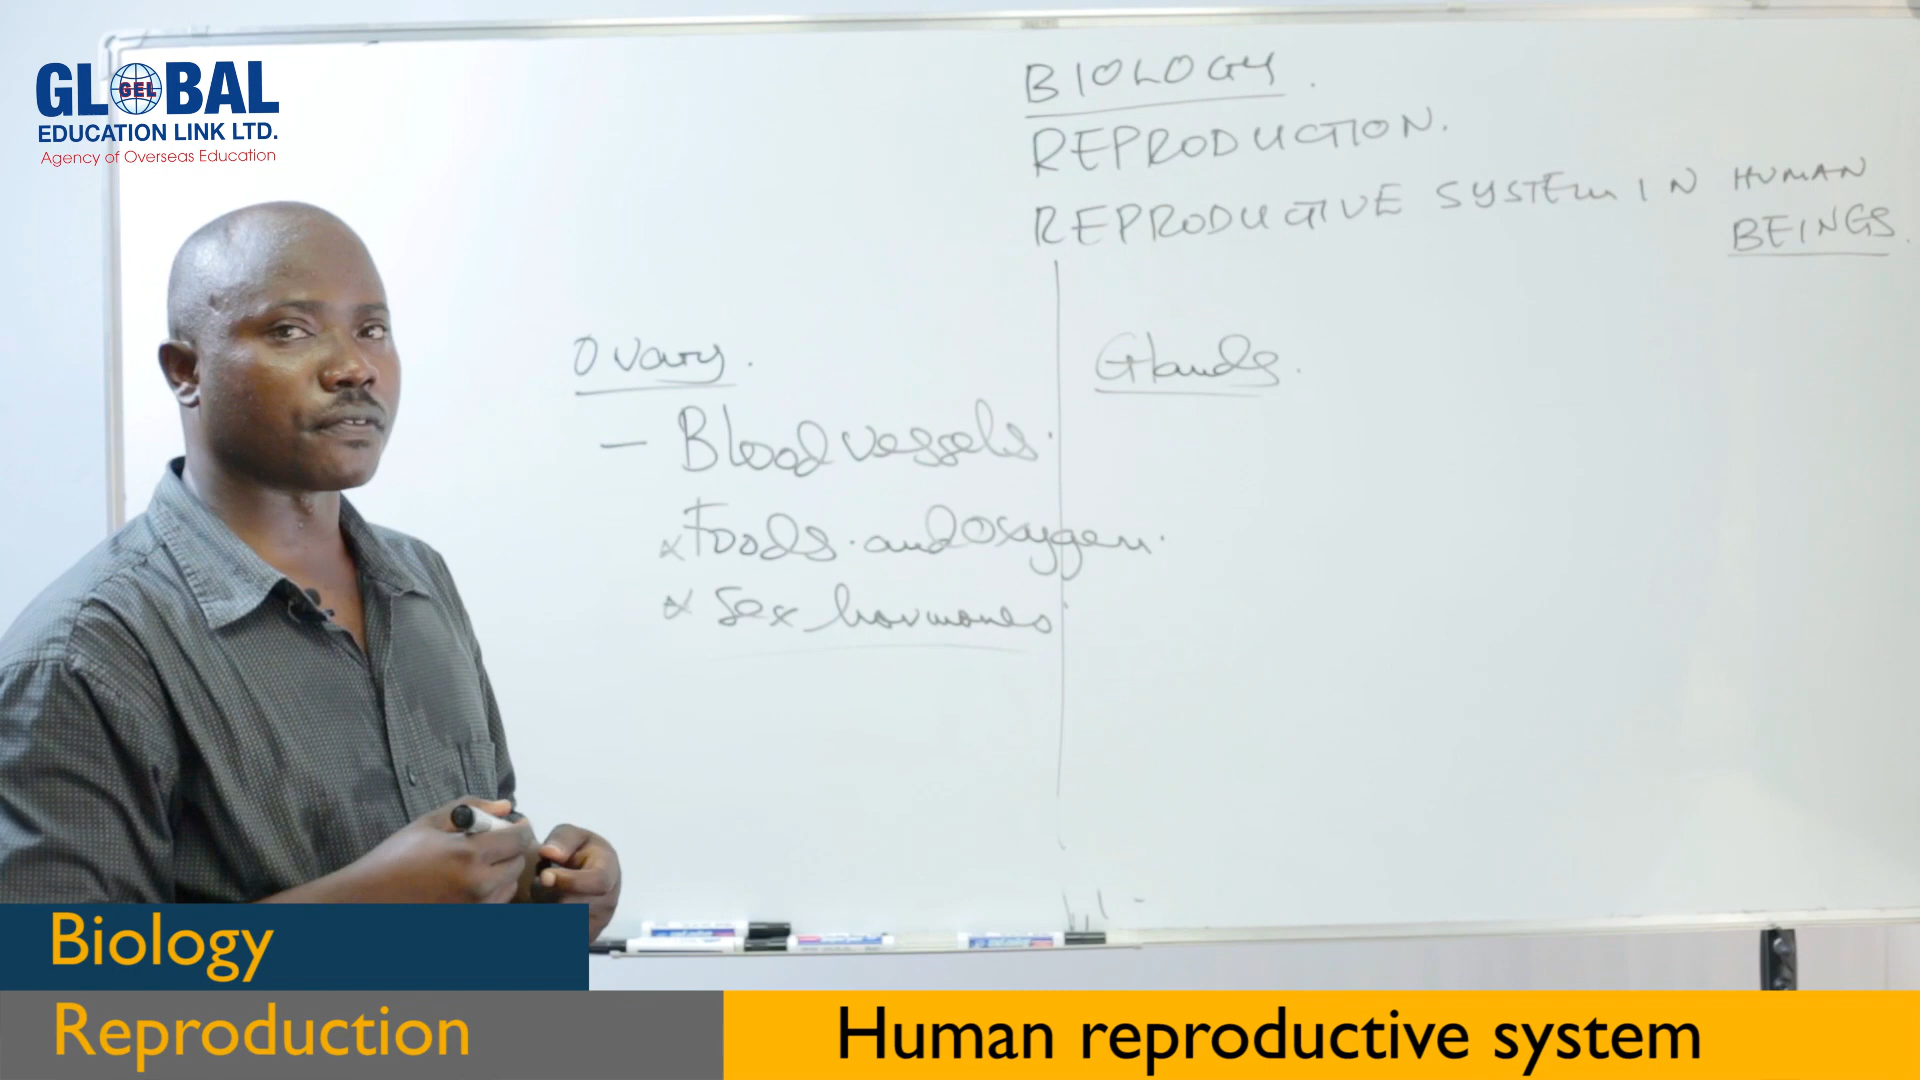 GLOBAL
GEL
EDUCATION LINK LTD.
Agency of Overseas Education
BIOLOGY.
REPRODUCTION.
REPRODUCTIVE SYSTEM IN HUMAN
BEINGS.
Ovary.
- Blood vessels.
x Foods and oxygen.
x Sex hormones
Glands.
Biology
Reproduction
Human reproductive system